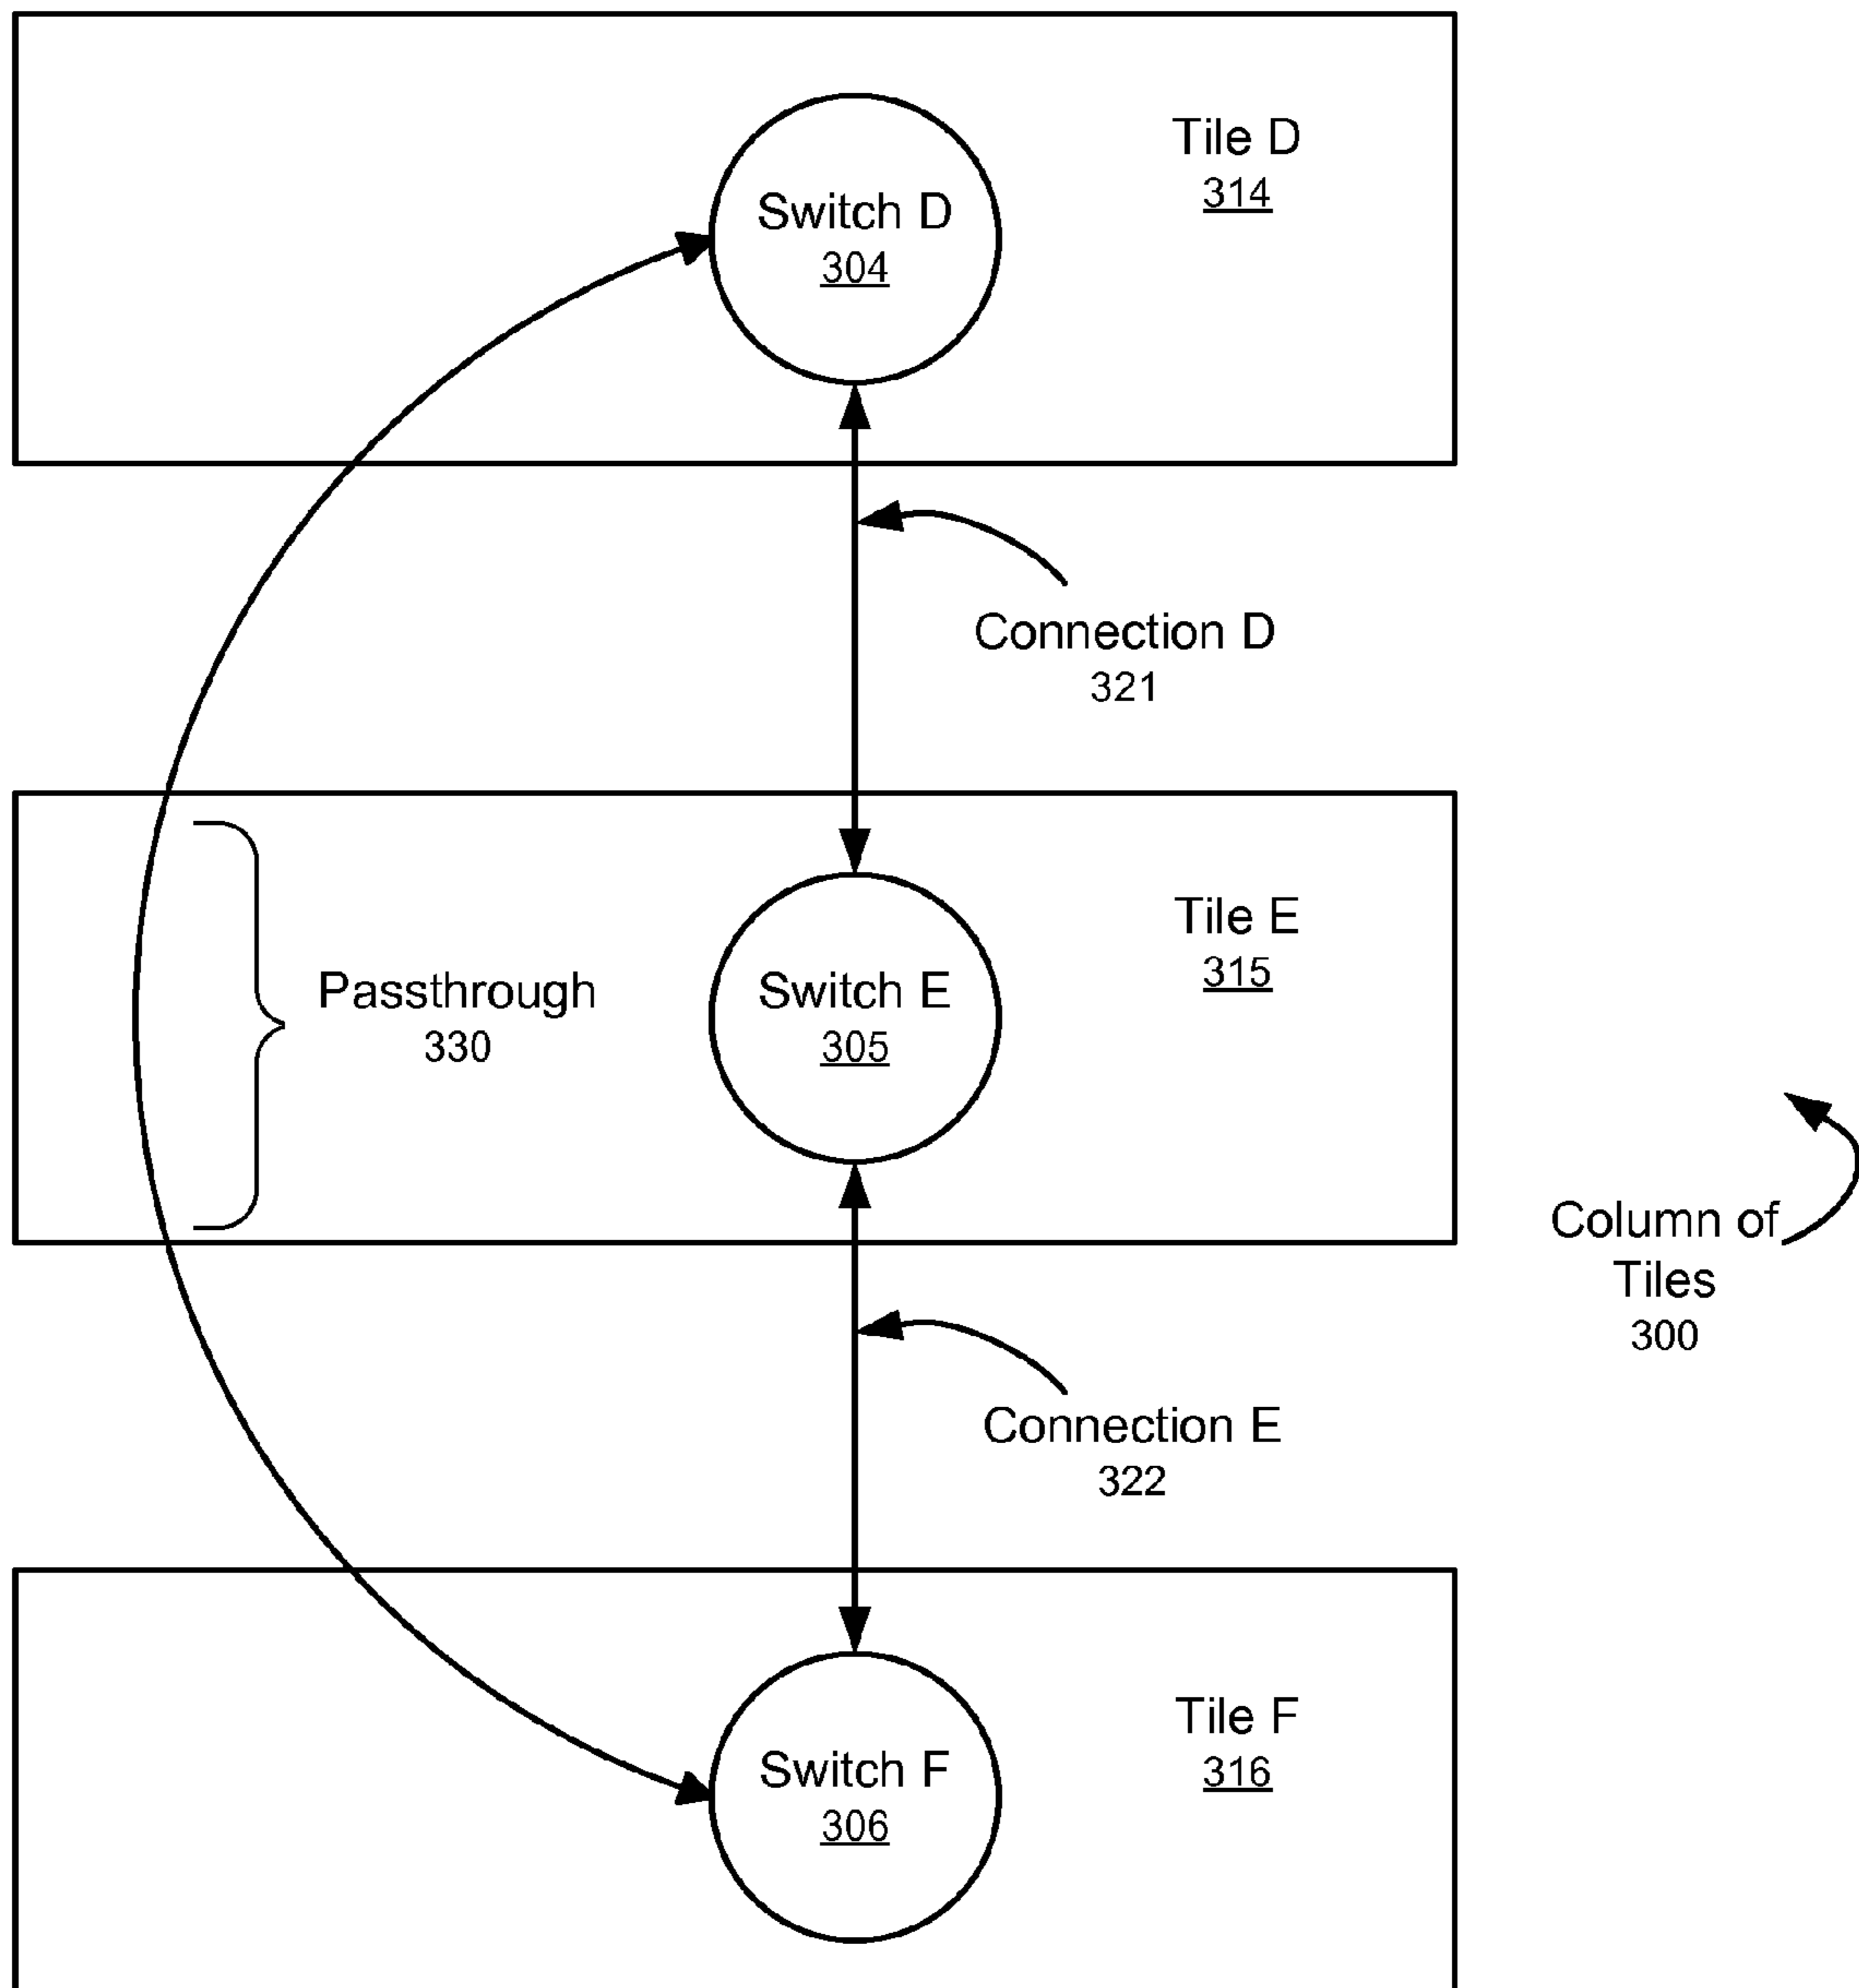 Tile D
314
Switch D
304
Connection D
321
Tile E
315
Passthrough
330
Switch E
305
Column of
Tiles
300
Connection E
322
Tile F
316
Switch F
306